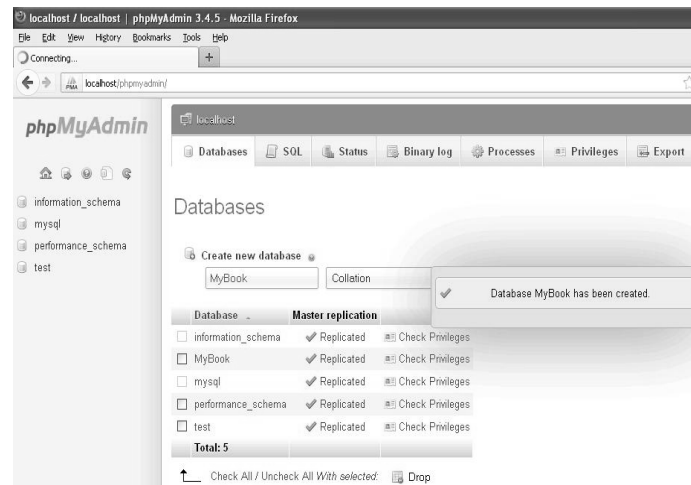 localhost / localhost | phpMyAdmin 3.4.5 - Mozilla Firefox
File Edit View History Bookmarks Tools Help
Connecting...
localhost/phpmyadmin/
phpMyAdmin
information_schema
mysql
performance_schema
test
localhost
Databases SQL Status Binary log Processes Privileges Export
Databases
Create new database
MyBook Collation
Database MyBook has been created.
Database Master replication
information_schema Replicated Check Privileges
MyBook Replicated Check Privileges
mysql Replicated Check Privileges
performance_schema Replicated Check Privileges
test Replicated Check Privileges
Total: 5
Check All / Uncheck All With selected: Drop